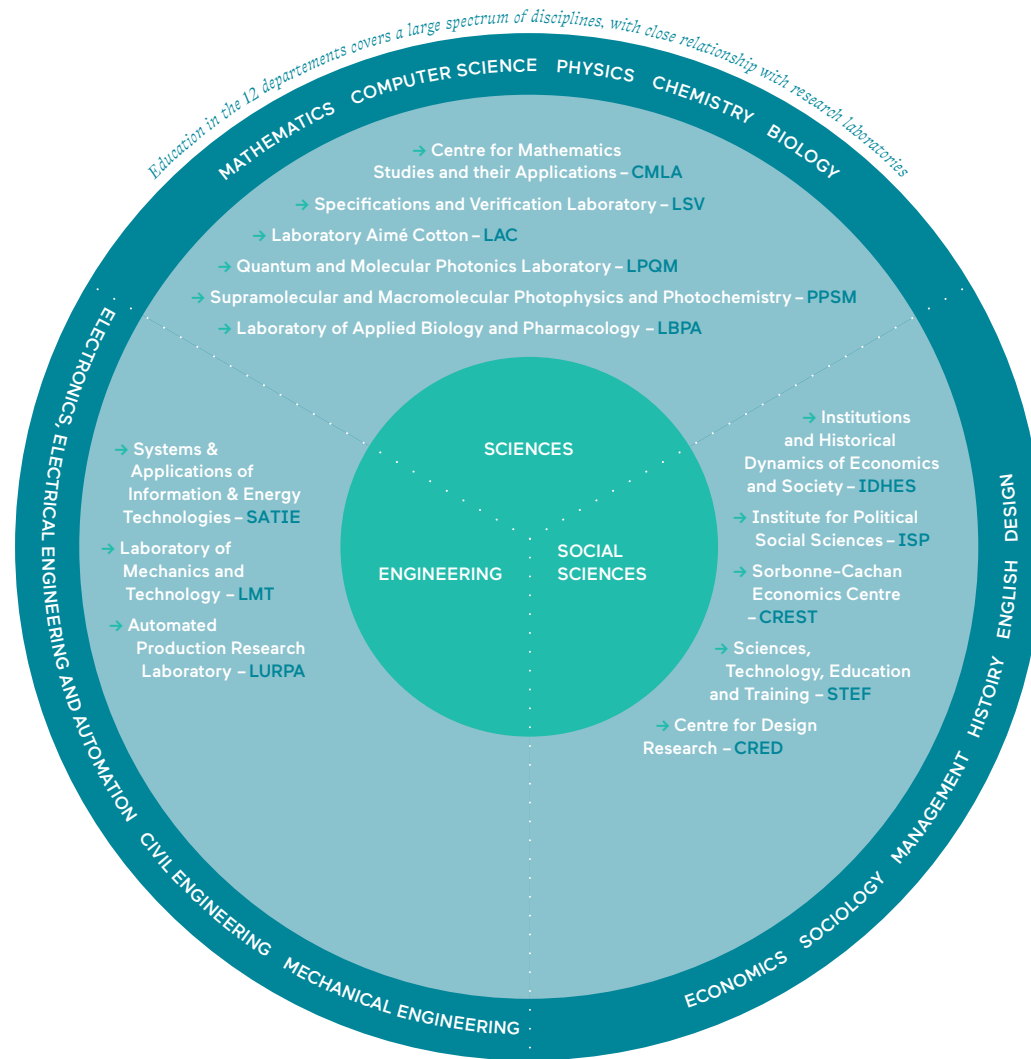 Education in the 12 departements covers a large spectrum of disciplines, with close relationship with research laboratories
MATHEMATICS COMPUTER SCIENCE PHYSICS CHEMISTRY BIOLOGY
→ Centre for Mathematics
Studies and their Applications – CMLA
→ Specifications and Verification Laboratory – LSV
→ Laboratory Aimé Cotton – LAC
→ Quantum and Molecular Photonics Laboratory – LPQM
→ Supramolecular and Macromolecular Photophysics and Photochemistry – PPSM
→ Laboratory of Applied Biology and Pharmacology – LBPA
ELECTRONICS, ELECTRICAL ENGINEERING AND AUTOMATION CIVIL ENGINEERING MECHANICAL ENGINEERING
→ Systems &
Applications of
Information & Energy
Technologies – SATIE
→ Laboratory of
Mechanics and
Technology – LMT
→ Automated
Production Research
Laboratory – LURPA
SCIENCES
ENGINEERING
SOCIAL
SCIENCES
→ Institutions
and Historical
Dynamics of Economics
and Society – IDHES
→ Institute for Political
Social Sciences – ISP
→ Sorbonne-Cachan
Economics Centre
– CREST
→ Sciences,
Technology, Education
and Training – STEF
→ Centre for Design
Research – CRED
ECONOMICS SOCIOLOGY MANAGEMENT HISTOIRY ENGLISH DESIGN